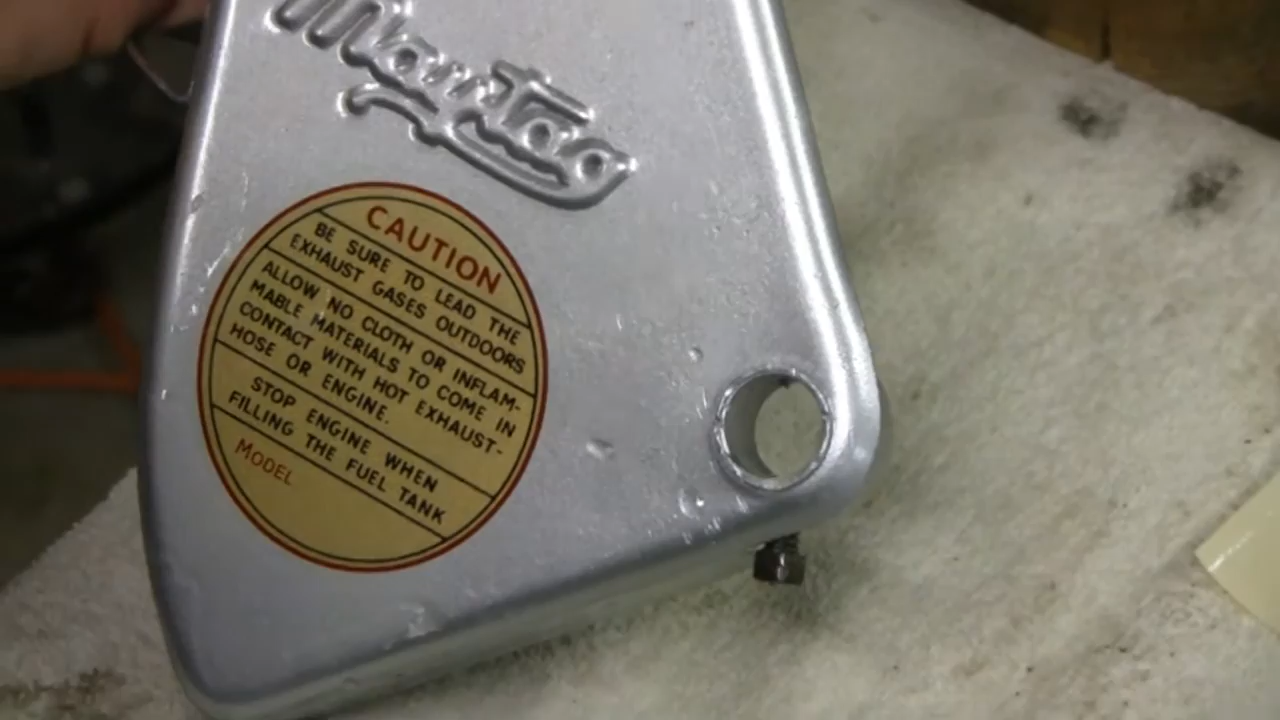 Maytag
CAUTION
BE SURE TO LEAD THE
EXHAUST GASES OUTDOORS
ALLOW NO CLOTH OR INFLAM-
MABLE MATERIALS TO COME IN
CONTACT WITH HOT EXHAUST-
HOSE OR ENGINE.
STOP ENGINE WHEN
FILLING THE FUEL TANK
MODEL